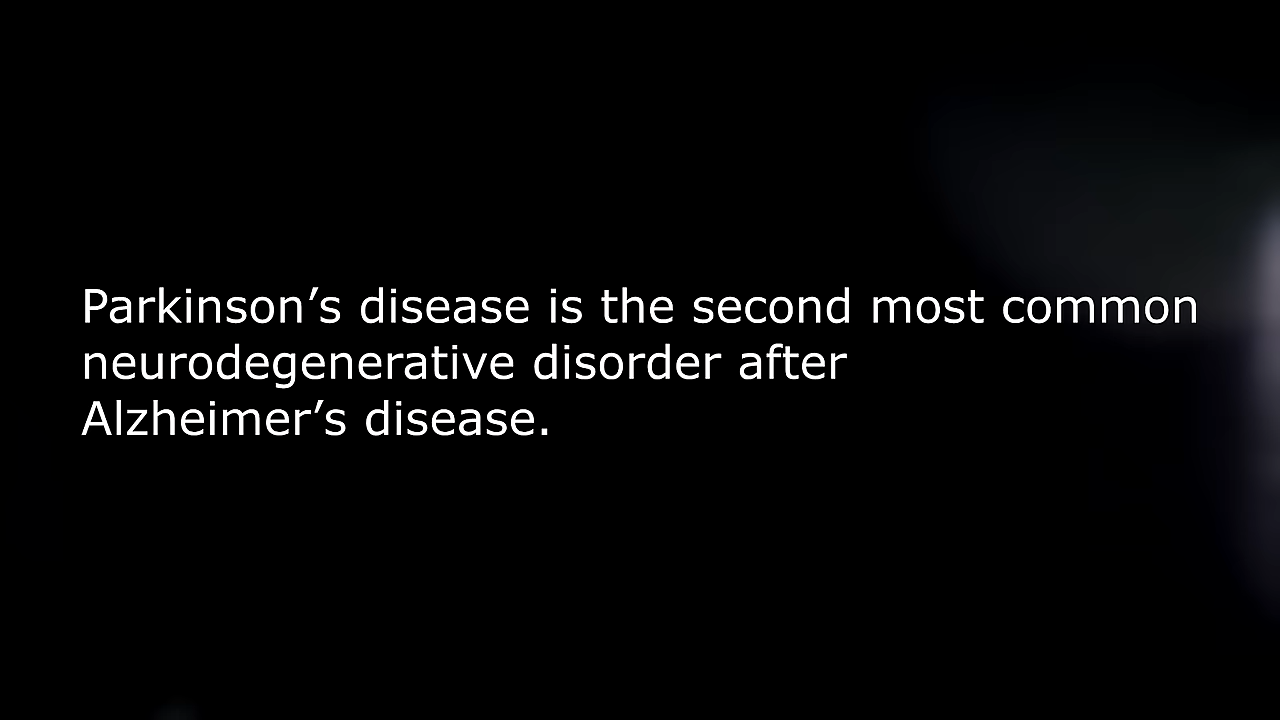 Parkinson’s disease is the second most common
neurodegenerative disorder after
Alzheimer’s disease.